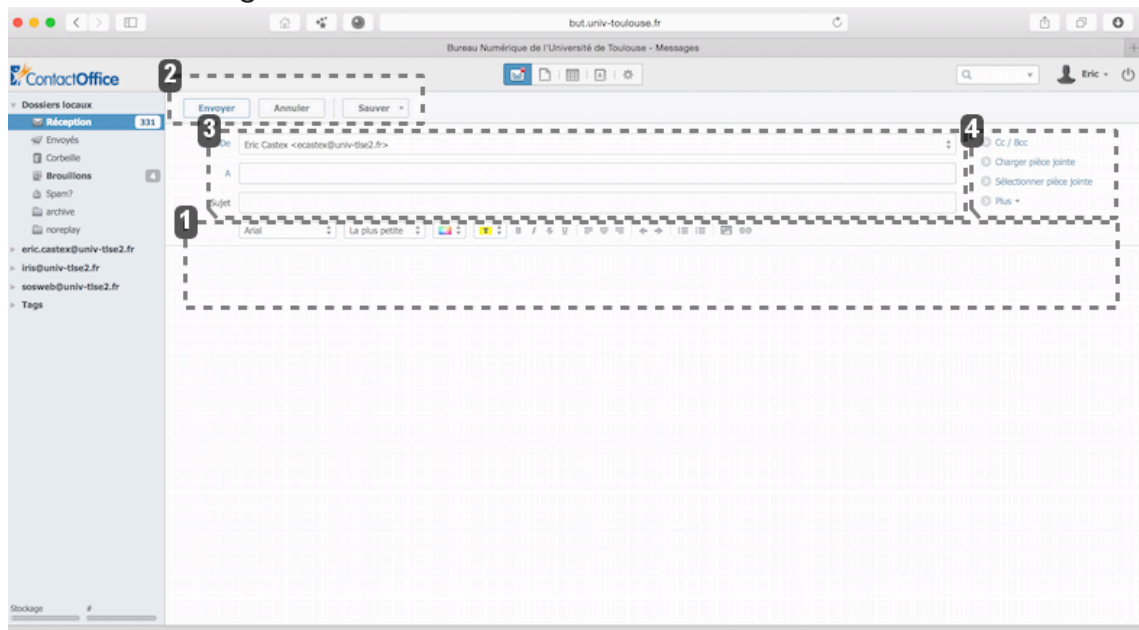 but.univ-toulouse.fr
Bureau Numérique de l'Université de Toulouse - Messages
ContactOffice
2
Eric
Dossiers locaux
Réception 331
Envoyés
Corbeille
Brouillons 4
Spam?
archive
noreplay
eric.castex@univ-tlse2.fr
iris@univ-tlse2.fr
sosweb@univ-tlse2.fr
Tags
Stockage #
Envoyer Annuler Sauver
3
De Eric Castex <ecastex@univ-tlse2.fr>
A
Sujet
4
Cc / Bcc
Charger pièce jointe
Sélectionner pièce jointe
Plus
1
Arial La plus petite T B I S U